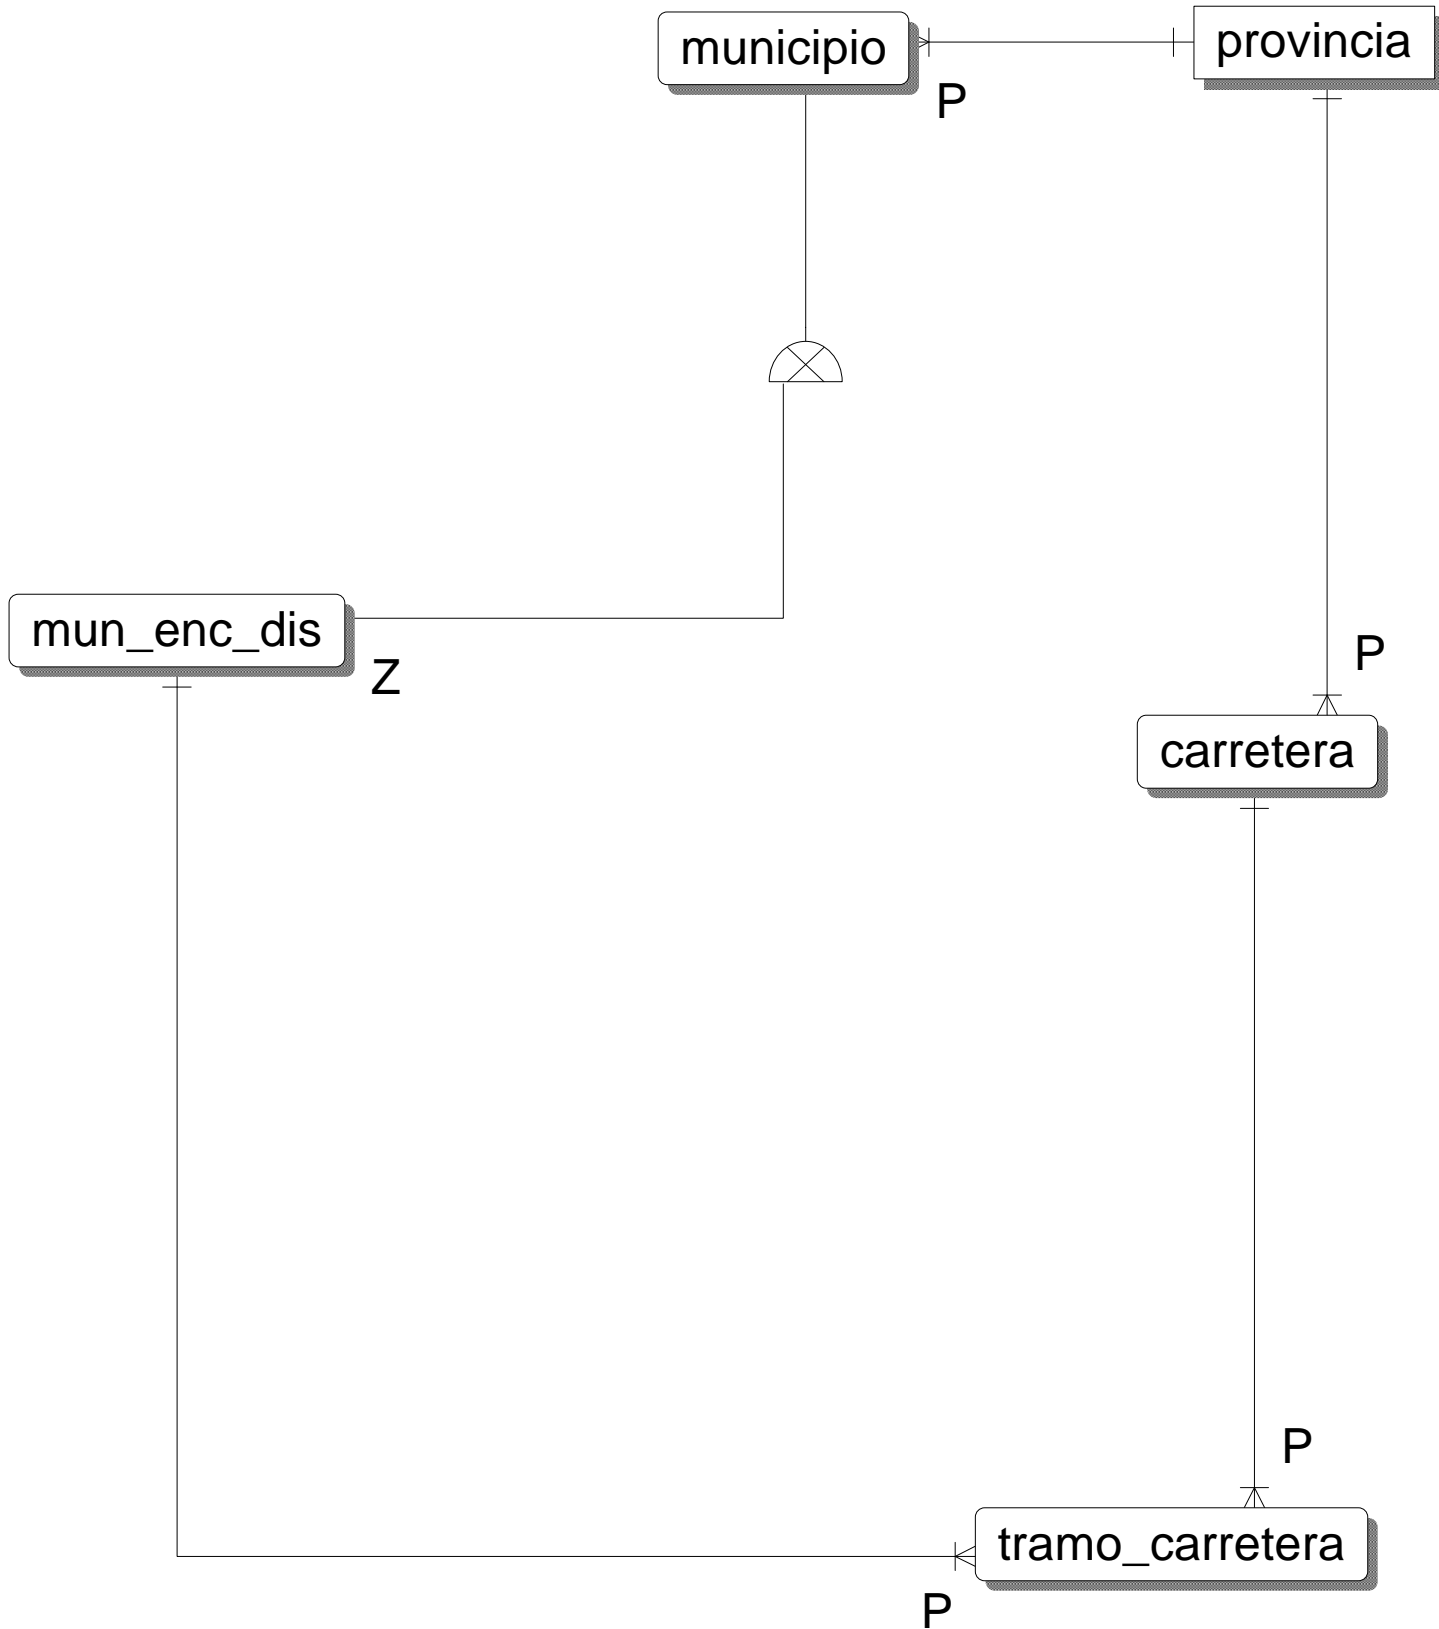 municipio
provincia
P
mun_enc_dis
Z
P
carretera
P
tramo_carretera
P